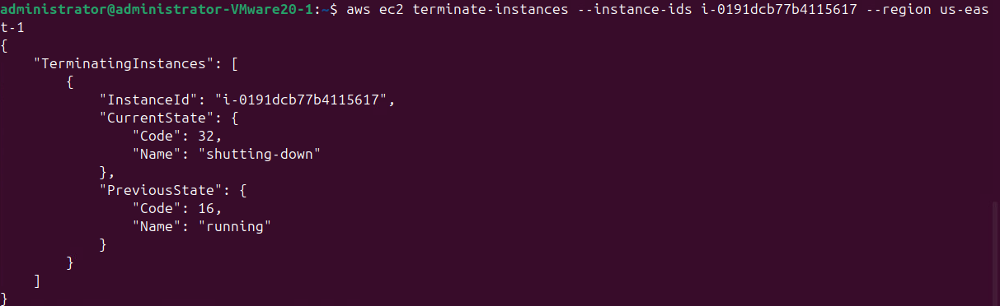 administrator@administrator-VMware20-1:~$ aws ec2 terminate-instances --instance-ids i-0191dcb77b4115617 --region us-eas
t-1
{
    "TerminatingInstances": [
        {
            "InstanceId": "i-0191dcb77b4115617",
            "CurrentState": {
                "Code": 32,
                "Name": "shutting-down"
            },
            "PreviousState": {
                "Code": 16,
                "Name": "running"
            }
        }
    ]
}